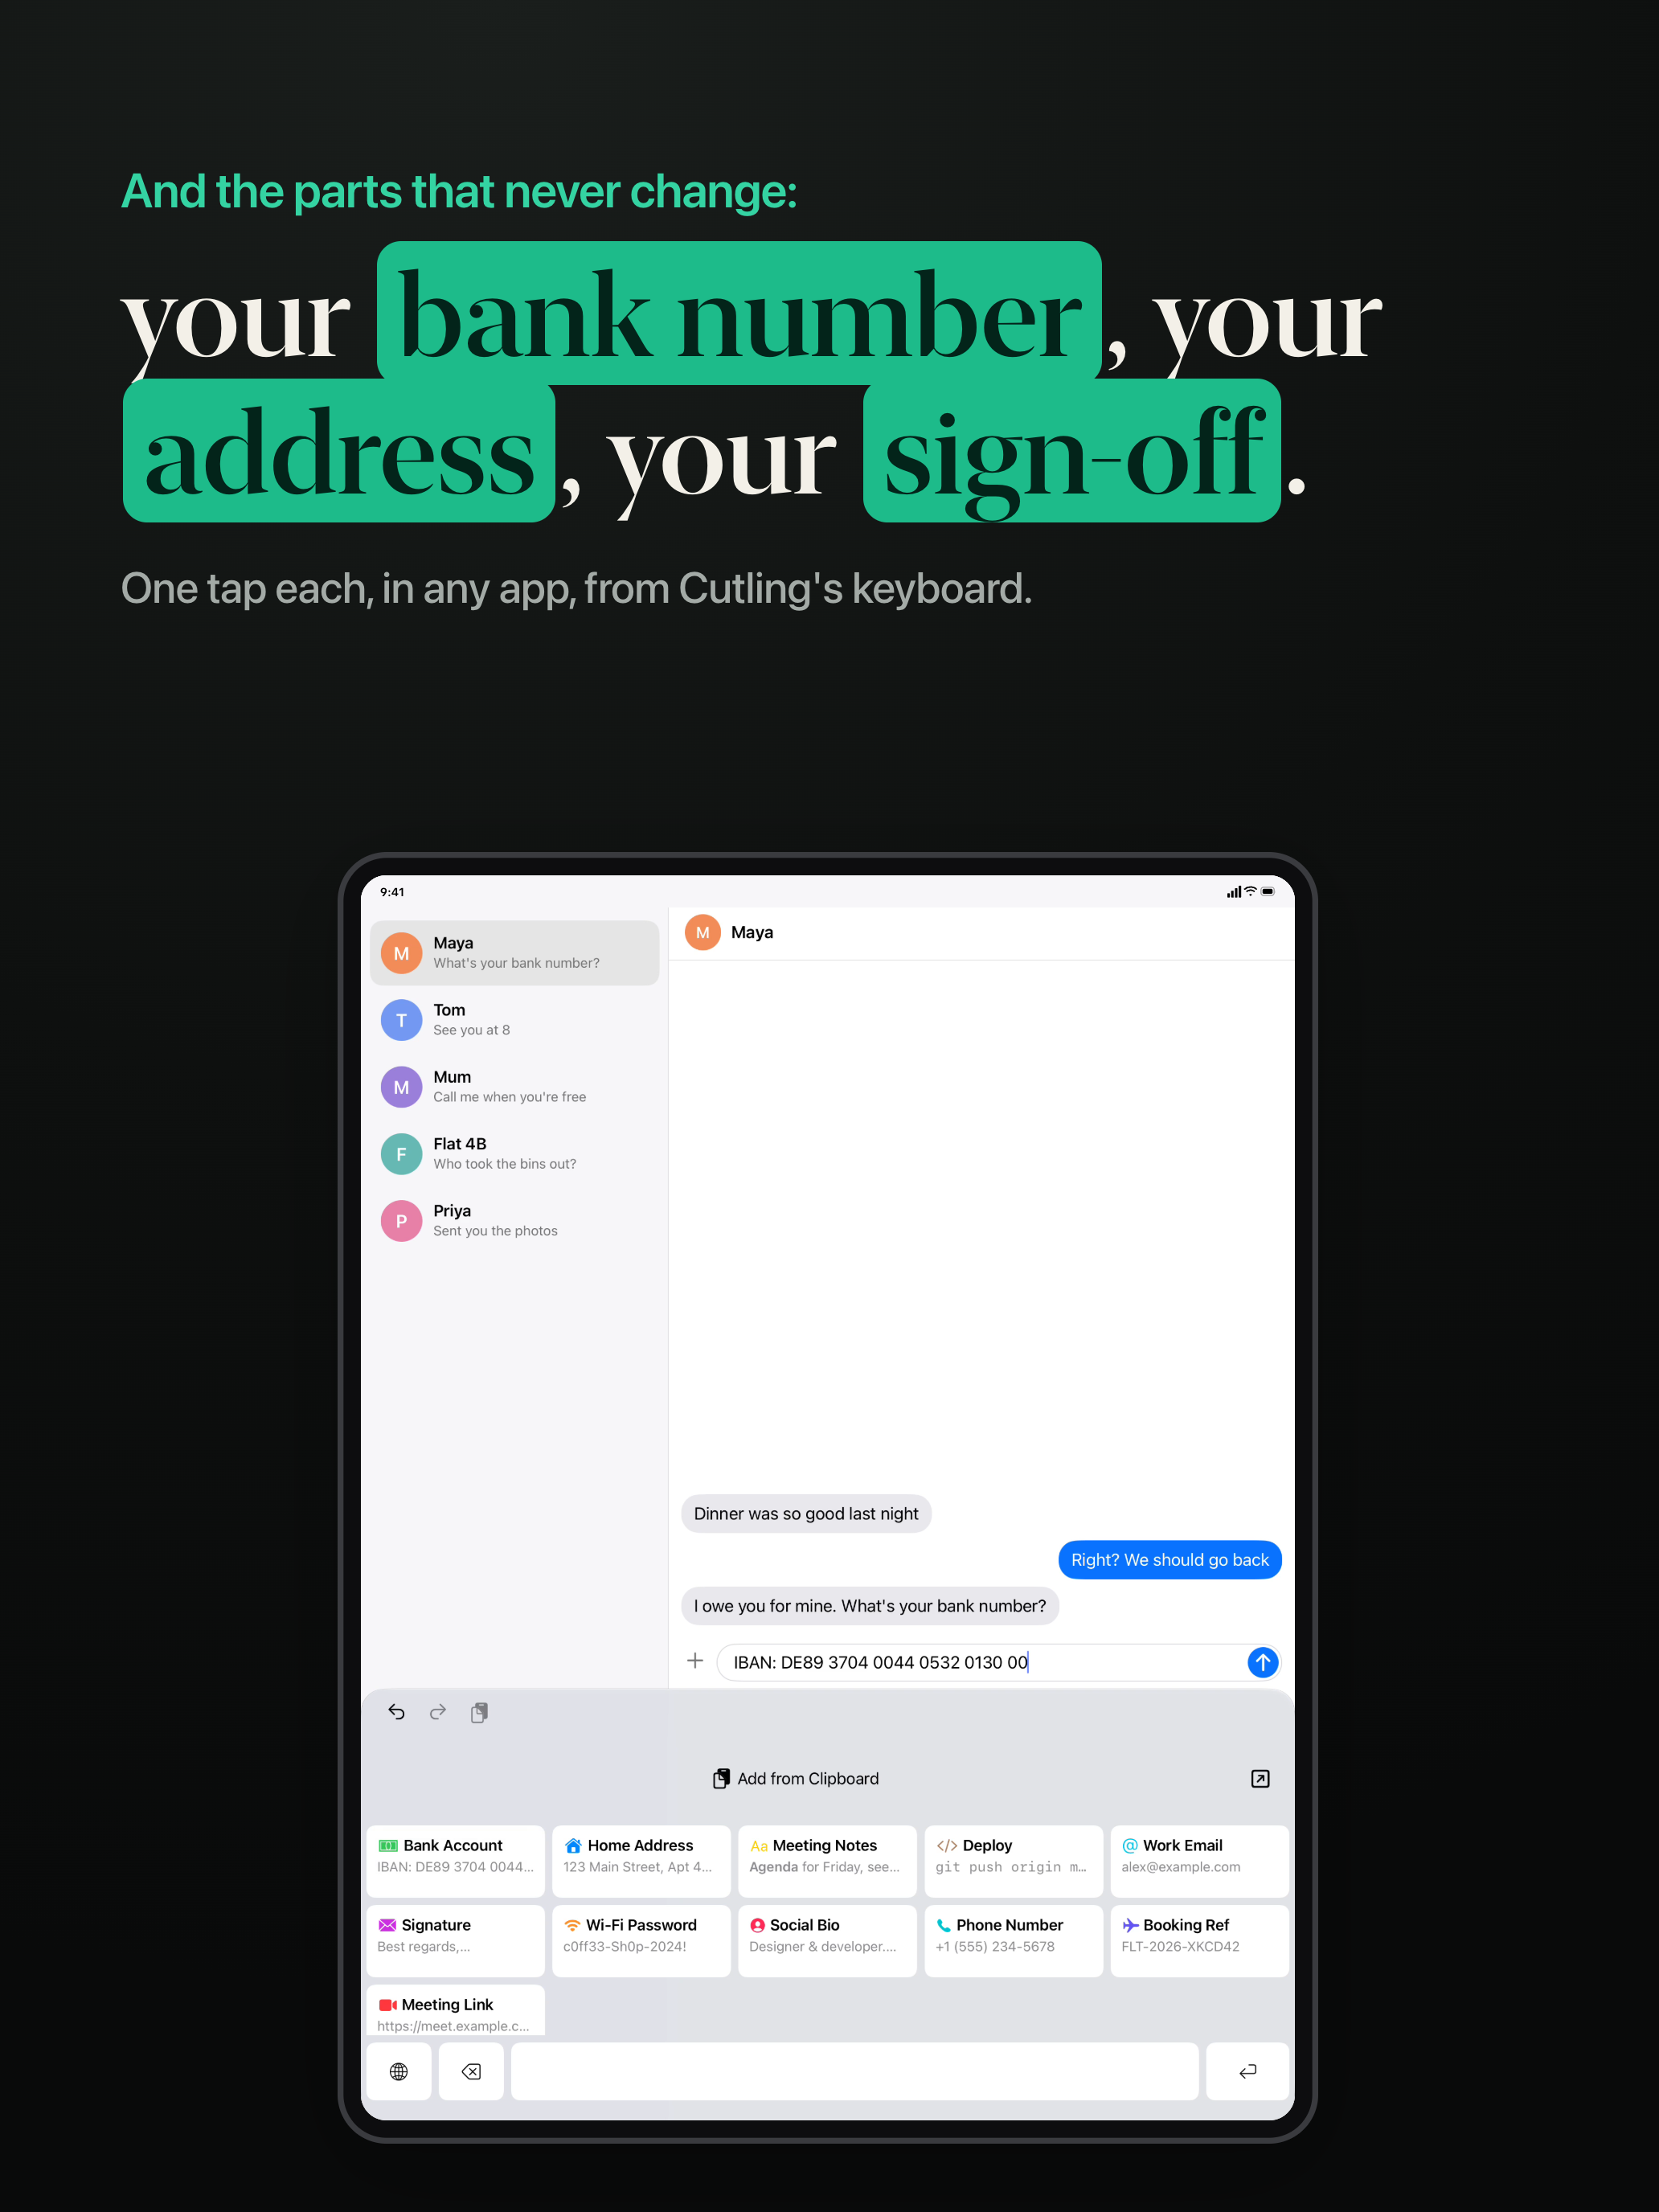 And the parts that never change:
your bank number, your
address, your sign-off.
One tap each, in any app, from Cutling's keyboard.
9:41
M
Maya
What's your bank number?
T
Tom
See you at 8
M
Mum
Call me when you're free
F
Flat 4B
Who took the bins out?
P
Priya
Sent you the photos
M
Maya
Dinner was so good last night
Right? We should go back
I owe you for mine. What's your bank number?
IBAN: DE89 3704 0044 0532 0130 00
Add from Clipboard
Bank Account
IBAN: DE89 3704 0044...
Home Address
123 Main Street, Apt 4...
Aa Meeting Notes
Agenda for Friday, see...
</> Deploy
git push origin m...
@ Work Email
alex@example.com
Signature
Best regards,...
Wi-Fi Password
c0ff33-Sh0p-2024!
Social Bio
Designer & developer....
Phone Number
+1 (555) 234-5678
Booking Ref
FLT-2026-XKCD42
Meeting Link
https://meet.example.c...